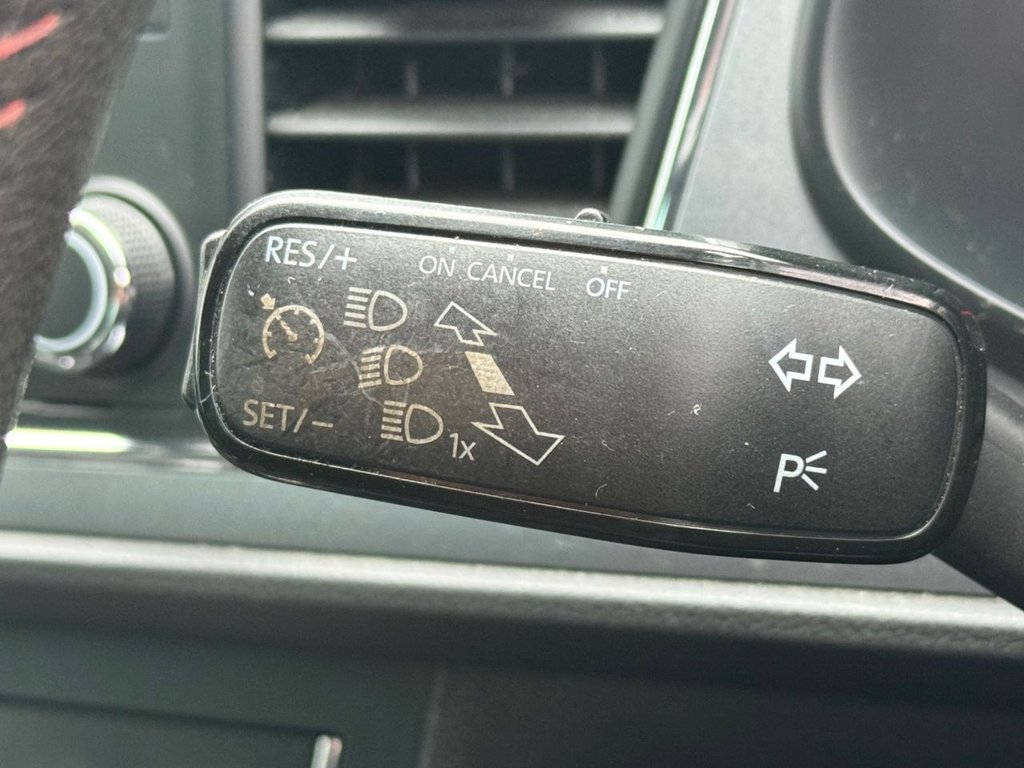 RES/+
ON CANCEL OFF
SET/−
1x
P